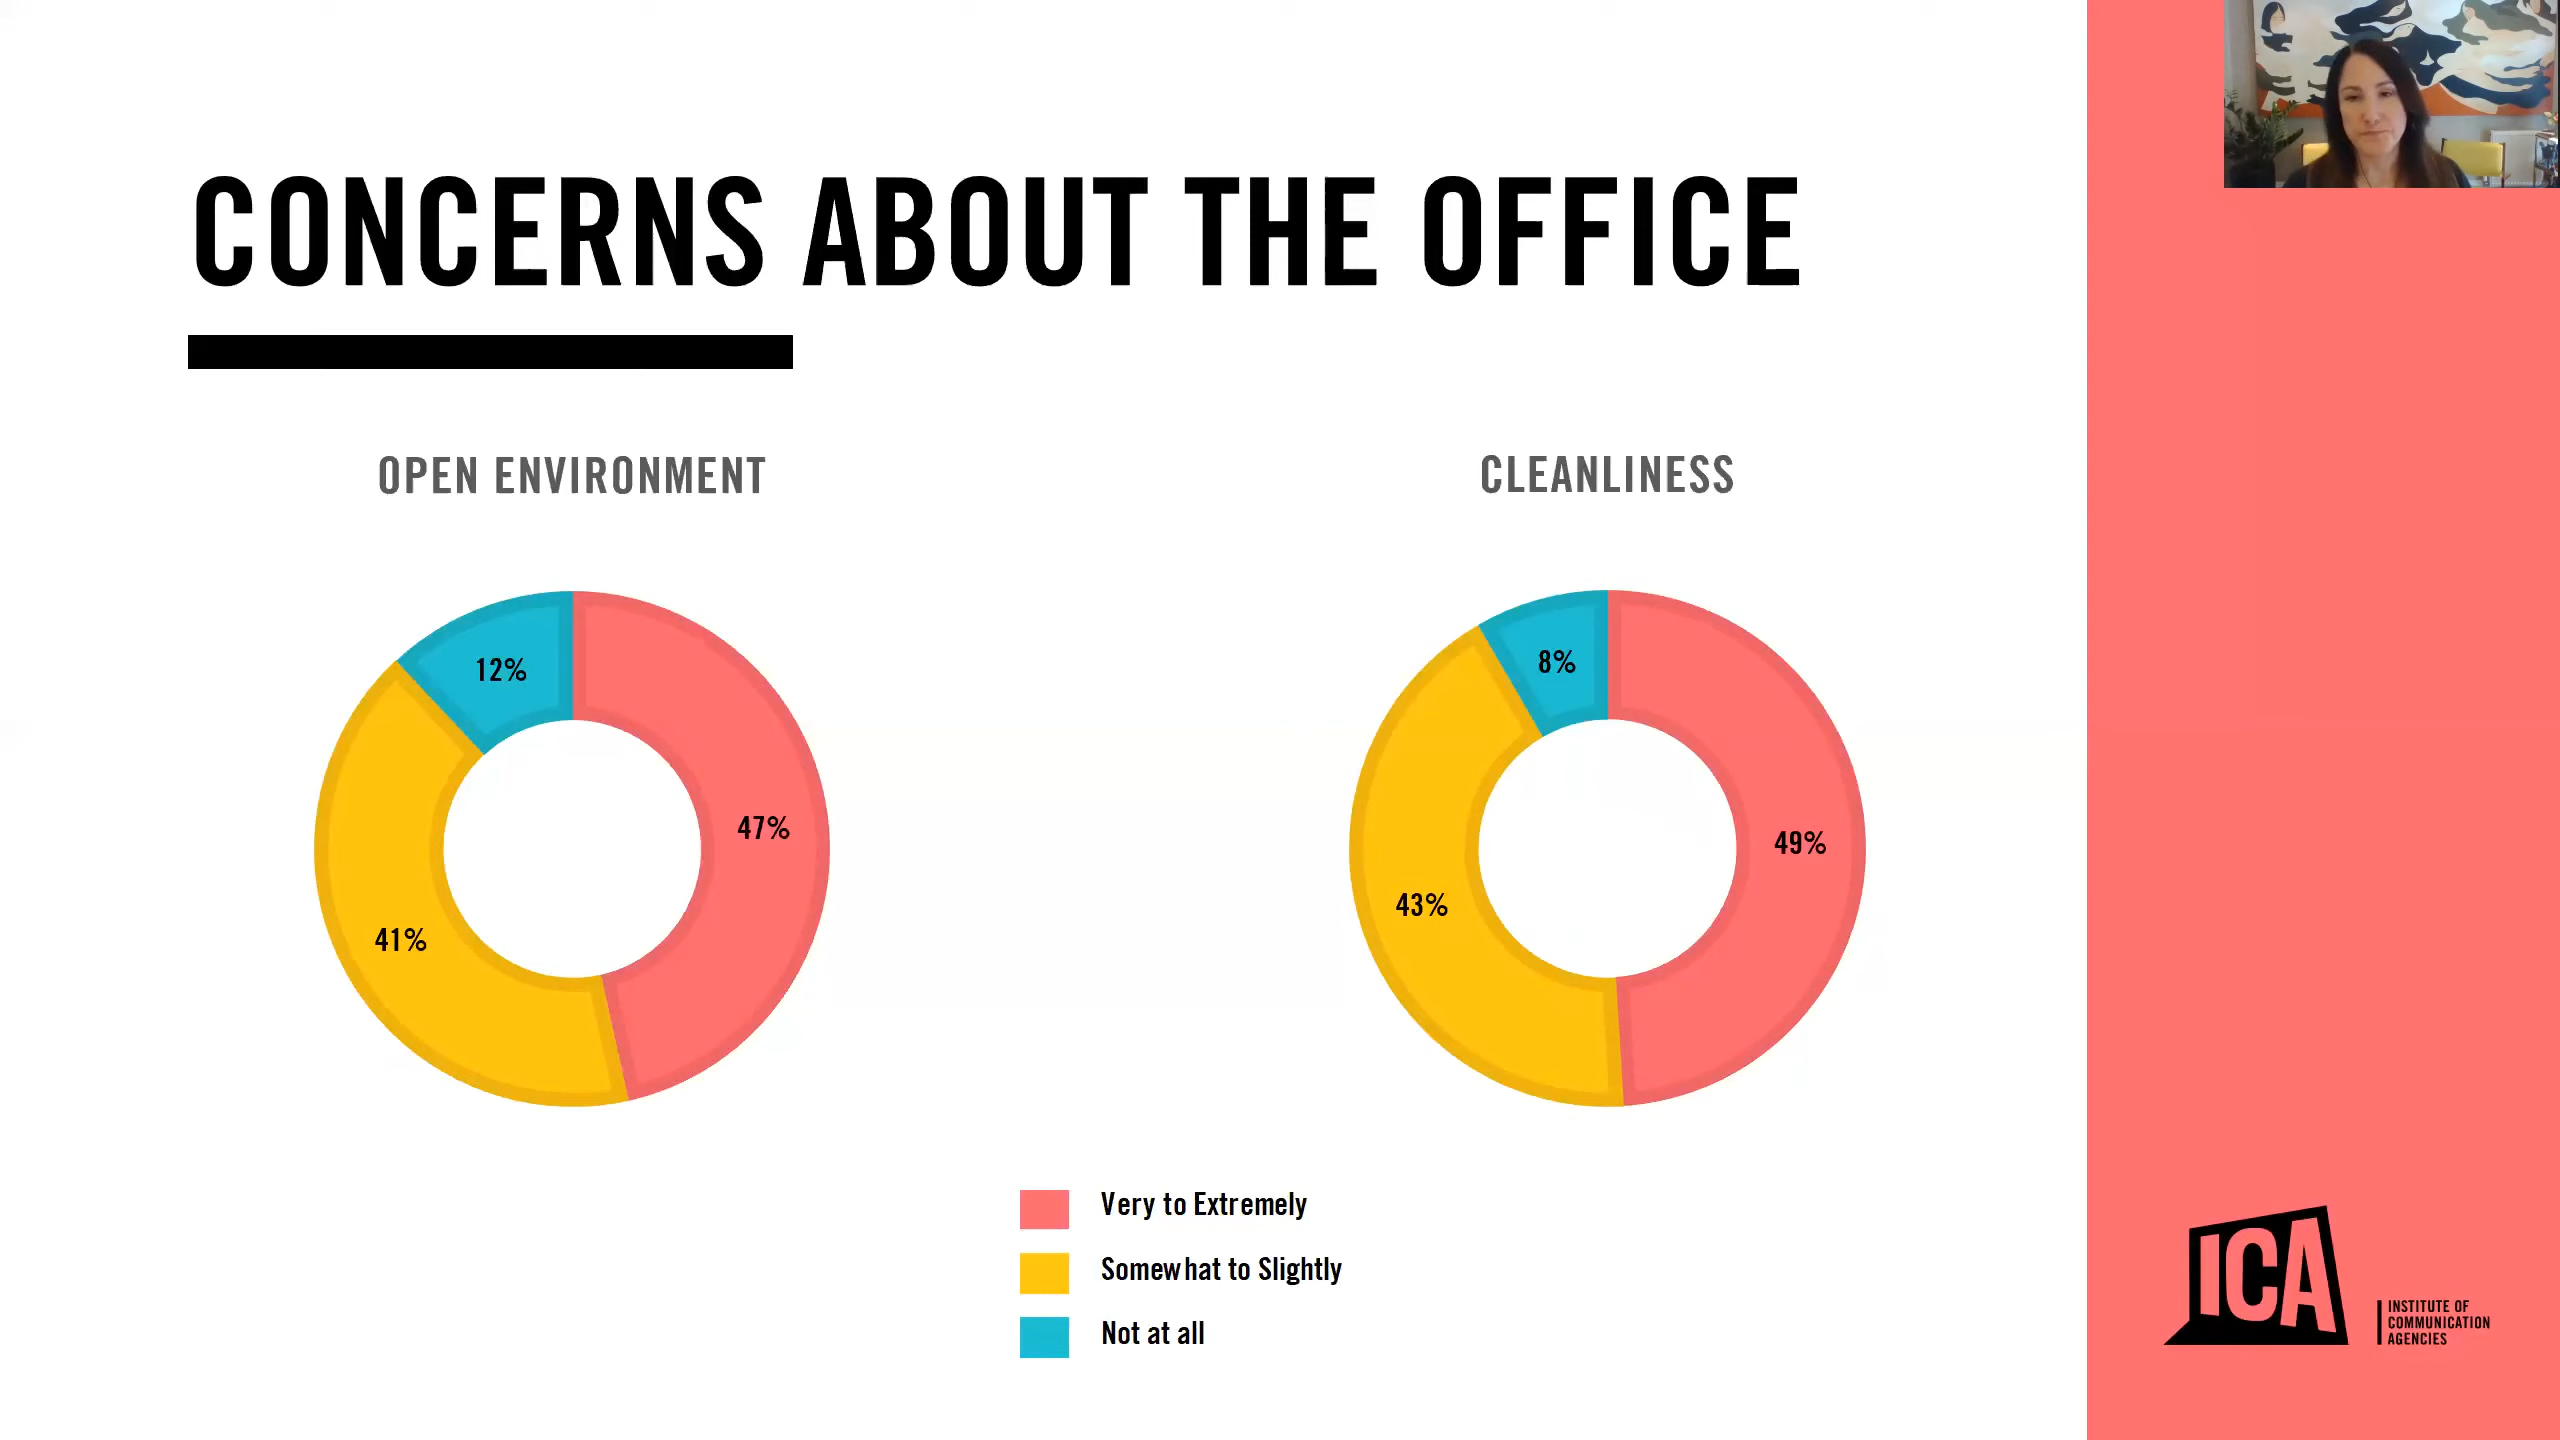 CONCERNS ABOUT THE OFFICE
OPEN ENVIRONMENT
12%
47%
41%
CLEANLINESS
8%
49%
43%
Very to Extremely
Somewhat to Slightly
Not at all
ICA
INSTITUTE OF
COMMUNICATION
AGENCIES